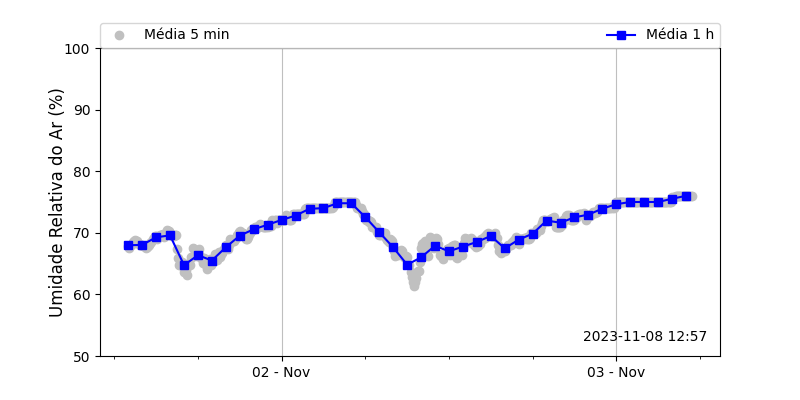 Média 5 min
Média 1 h
Umidade Relativa do Ar (%)
100
90
80
70
60
50
2023-11-08 12:57
02 - Nov
03 - Nov